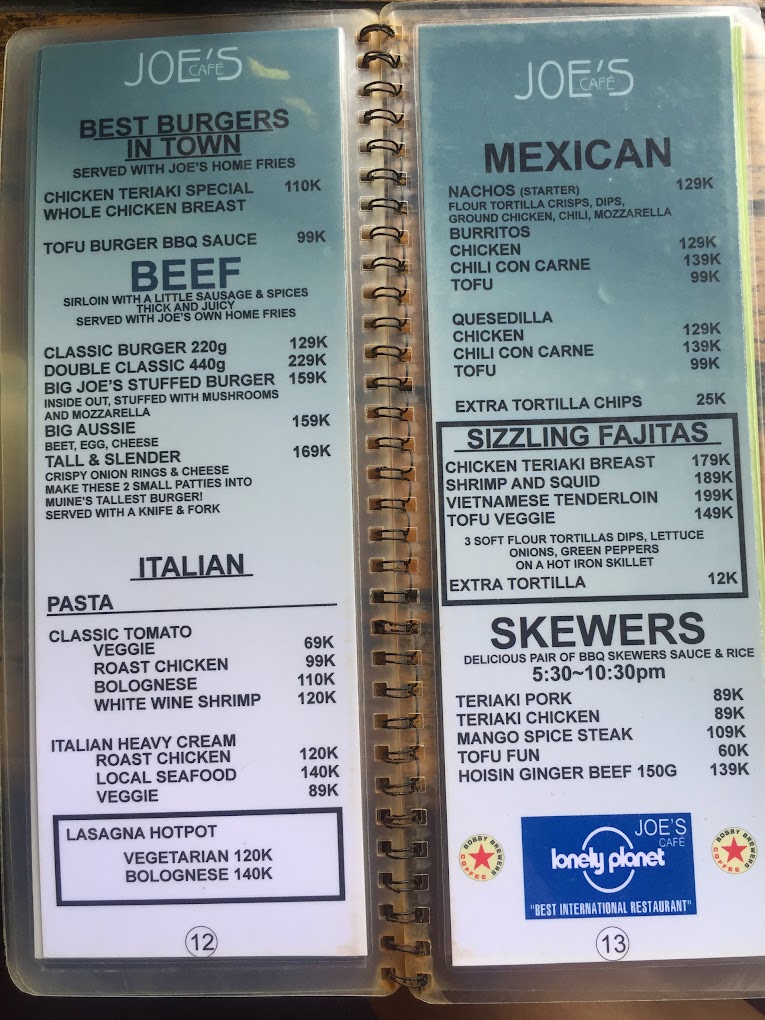 JOE'S
CAFÉ
BEST BURGERS
IN TOWN
SERVED WITH JOE'S HOME FRIES
CHICKEN TERIAKI SPECIAL 110K
WHOLE CHICKEN BREAST
TOFU BURGER BBQ SAUCE 99K
BEEF
SIRLOIN WITH A LITTLE SAUSAGE & SPICES
THICK AND JUICY
SERVED WITH JOE'S OWN HOME FRIES
CLASSIC BURGER 220g 129K
DOUBLE CLASSIC 440g 229K
BIG JOE'S STUFFED BURGER 159K
INSIDE OUT, STUFFED WITH MUSHROOMS
AND MOZZARELLA
BIG AUSSIE 159K
BEET, EGG, CHEESE
TALL & SLENDER 169K
CRISPY ONION RINGS & CHEESE
MAKE THESE 2 SMALL PATTIES INTO
MUINE'S TALLEST BURGER!
SERVED WITH A KNIFE & FORK
ITALIAN
PASTA
CLASSIC TOMATO
VEGGIE 69K
ROAST CHICKEN 99K
BOLOGNESE 110K
WHITE WINE SHRIMP 120K
ITALIAN HEAVY CREAM
ROAST CHICKEN 120K
LOCAL SEAFOOD 140K
VEGGIE 89K
LASAGNA HOTPOT
VEGETARIAN 120K
BOLOGNESE 140K
12
JOE'S
CAFÉ
MEXICAN
NACHOS (STARTER) 129K
FLOUR TORTILLA CRISPS, DIPS,
GROUND CHICKEN, CHILI, MOZZARELLA
BURRITOS
CHICKEN 129K
CHILI CON CARNE 139K
TOFU 99K
QUESEDILLA
CHICKEN 129K
CHILI CON CARNE 139K
TOFU 99K
EXTRA TORTILLA CHIPS 25K
SIZZLING FAJITAS
CHICKEN TERIAKI BREAST 179K
SHRIMP AND SQUID 189K
VIETNAMESE TENDERLOIN 199K
TOFU VEGGIE 149K
3 SOFT FLOUR TORTILLAS DIPS, LETTUCE
ONIONS, GREEN PEPPERS
ON A HOT IRON SKILLET
EXTRA TORTILLA 12K
SKEWERS
DELICIOUS PAIR OF BBQ SKEWERS SAUCE & RICE
5:30~10:30pm
TERIAKI PORK 89K
TERIAKI CHICKEN 89K
MANGO SPICE STEAK 109K
TOFU FUN 60K
HOISIN GINGER BEEF 150G 139K
BOBBY BREWERS
COFFEE
JOE'S
CAFÉ
lonely planet
"BEST INTERNATIONAL RESTAURANT"
BOBBY BREWERS
COFFEE
13